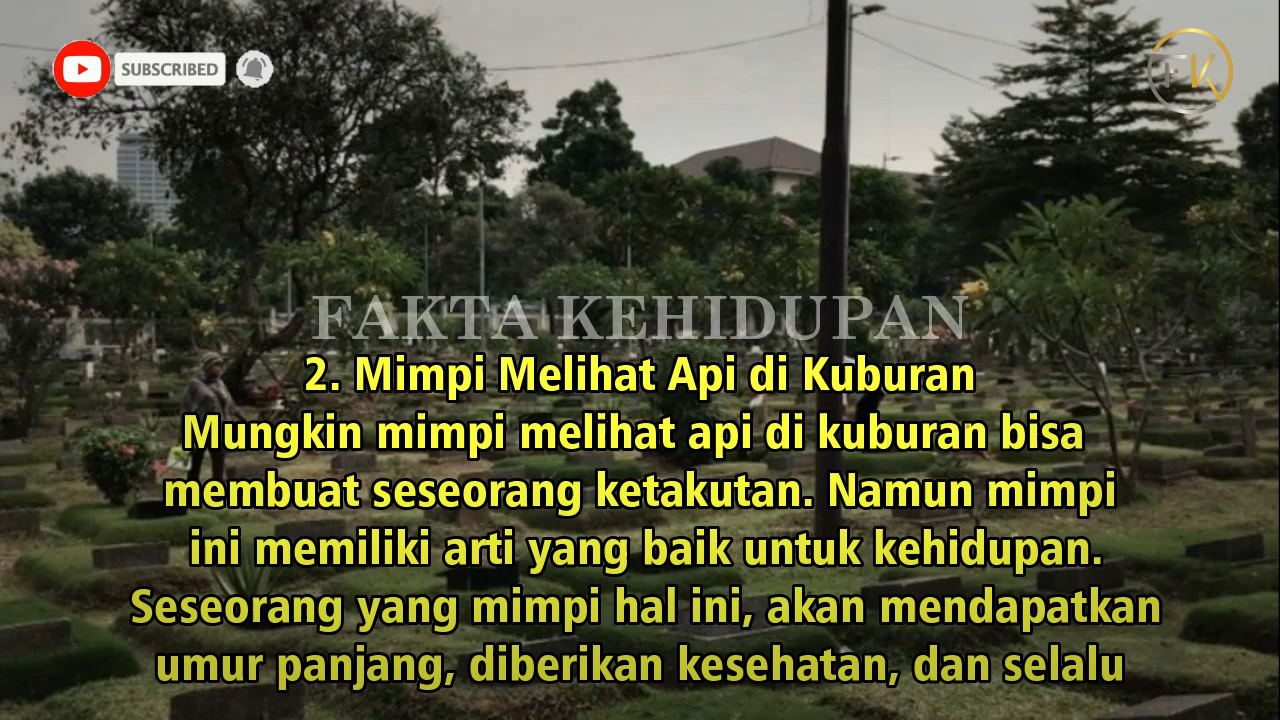 SUBSCRIBED
FK
FAKTA KEHIDUPAN
2. Mimpi Melihat Api di Kuburan
Mungkin mimpi melihat api di kuburan bisa
membuat seseorang ketakutan. Namun mimpi
ini memiliki arti yang baik untuk kehidupan.
Seseorang yang mimpi hal ini, akan mendapatkan
umur panjang, diberikan kesehatan, dan selalu